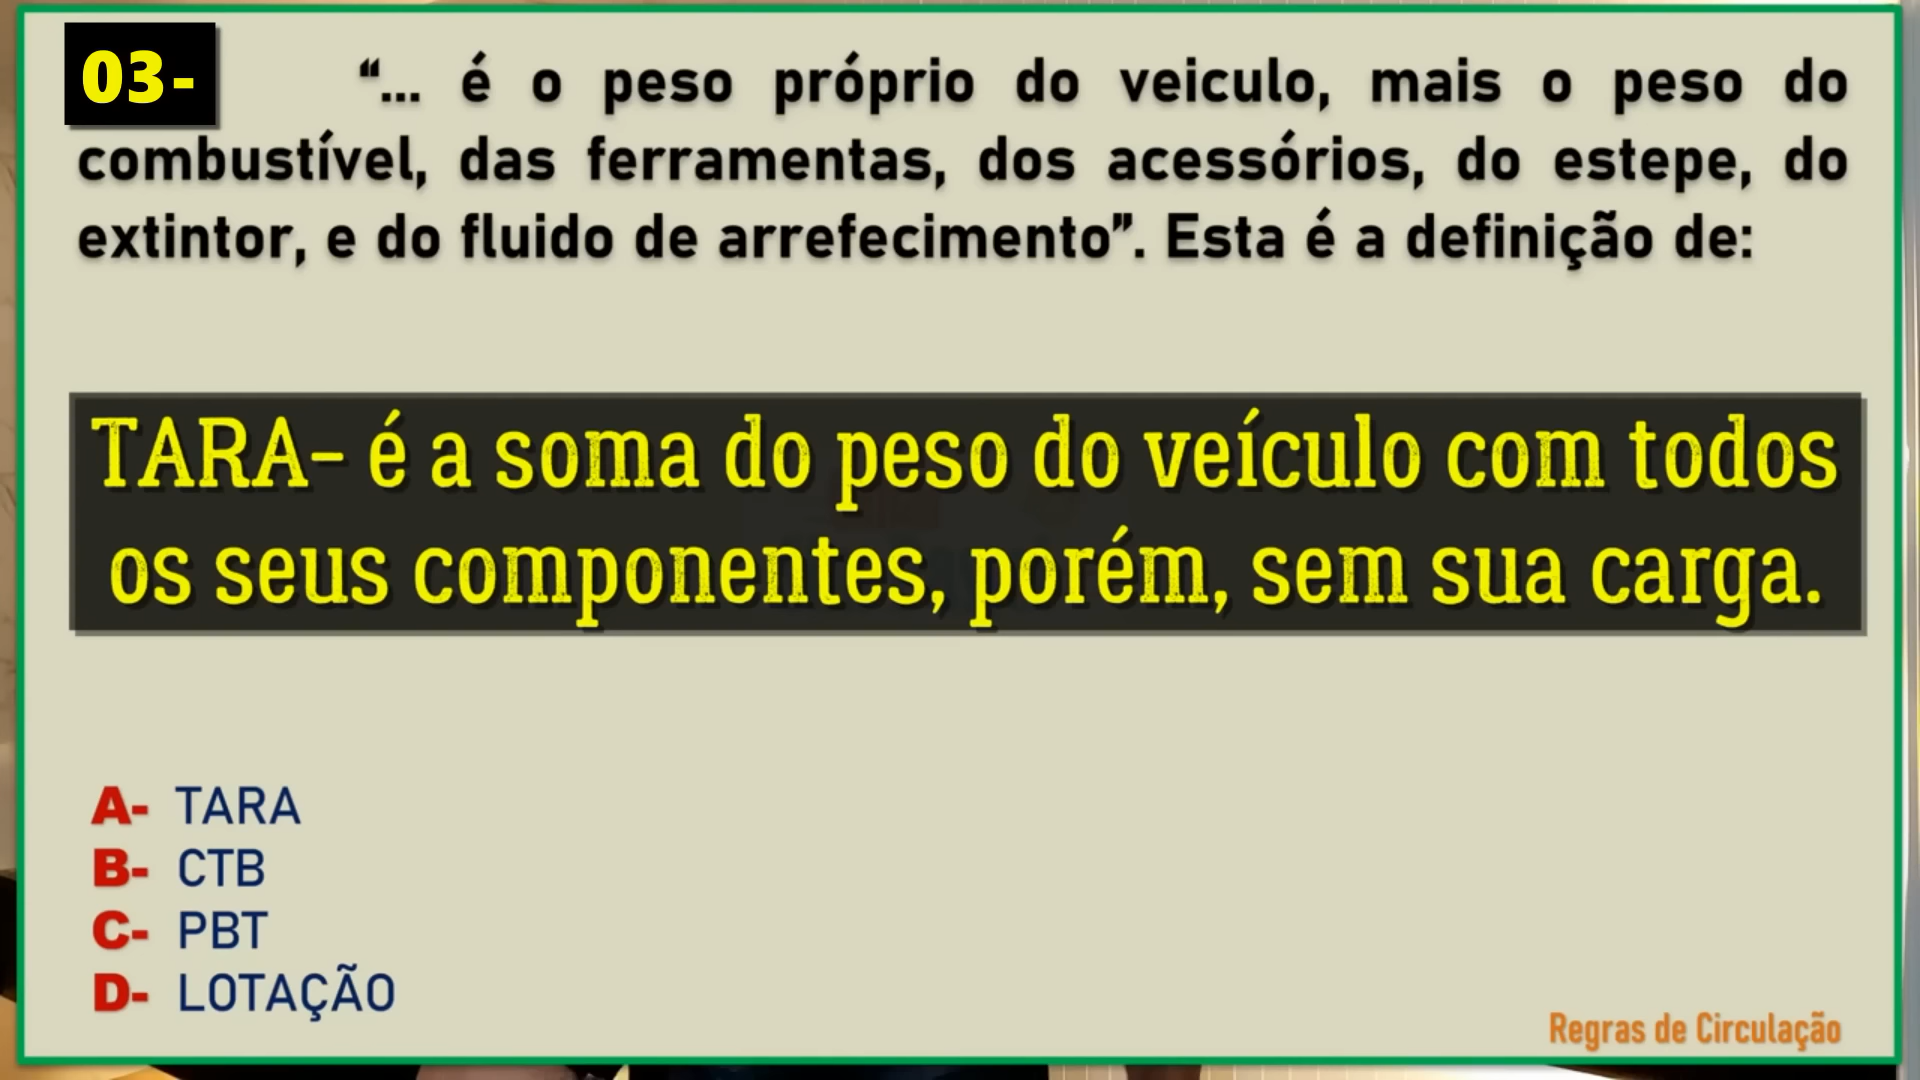 03- “... é o peso próprio do veiculo, mais o peso do
combustível, das ferramentas, dos acessórios, do estepe, do
extintor, e do fluido de arrefecimento”. Esta é a definição de:
TARA- é a soma do peso do veículo com todos
os seus componentes, porém, sem sua carga.
A- TARA
B- CTB
C- PBT
D- LOTAÇÃO
Regras de Circulação